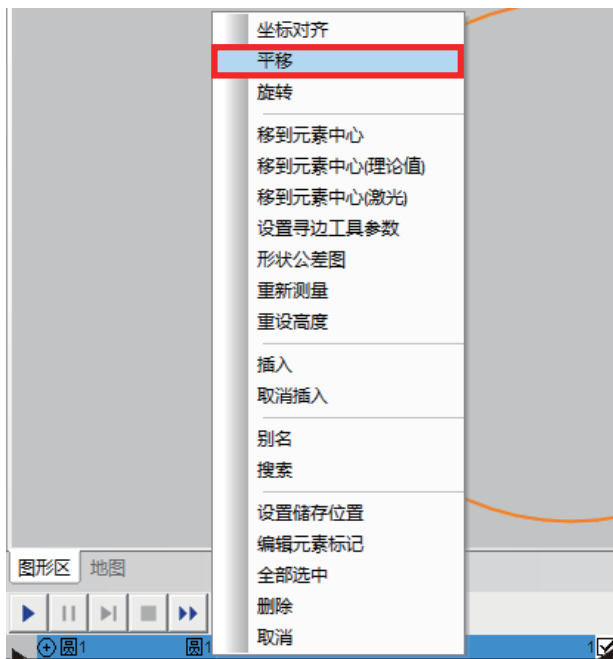 坐标对齐
平移
旋转
移到元素中心
移到元素中心(理论值)
移到元素中心(激光)
设置寻边工具参数
形状公差图
重新测量
重设高度
插入
取消插入
别名
搜索
设置储存位置
编辑元素标记
全部选中
删除
取消
图形区 地图
圆1 圆1 1